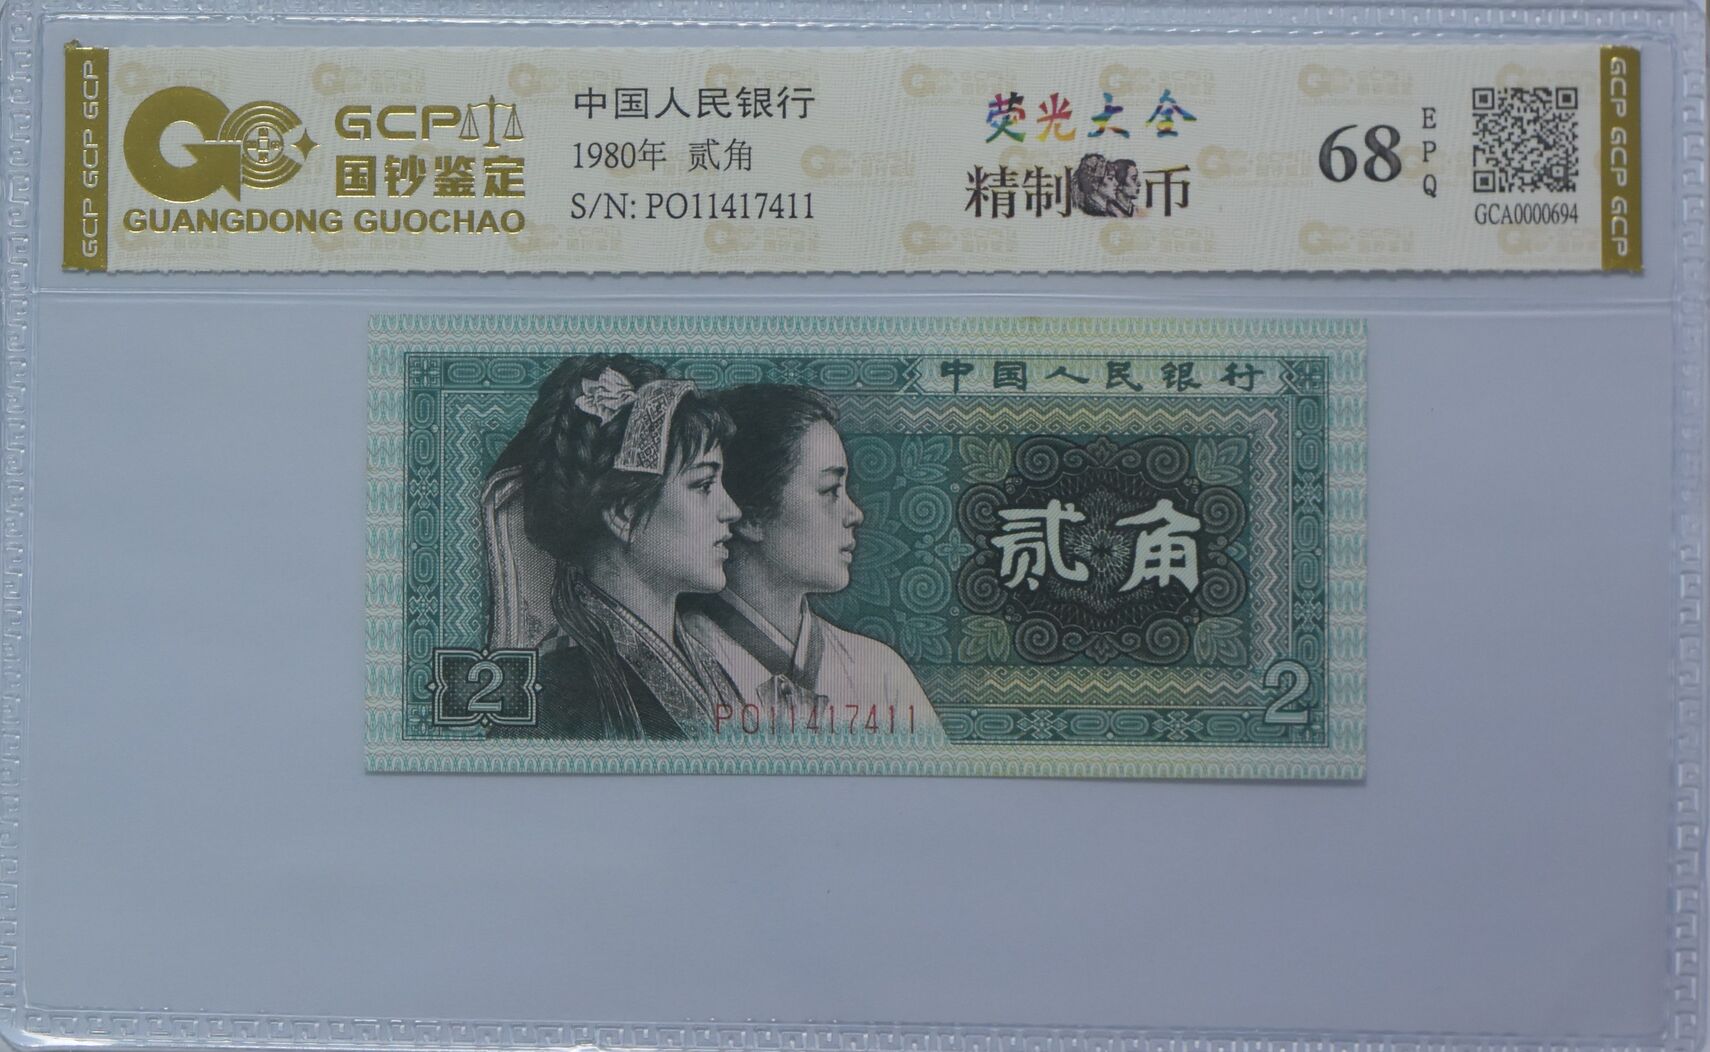 GCP GCP GCP
GCP
国钞鉴定
GUANGDONG GUOCHAO
中国人民银行
1980年 贰角
S/N: PO11417411
荧光大全
精制币
68
EPQ
GCA0000694
GCP GCP GCP
中国人民银行
贰角
2
PO11417411
2